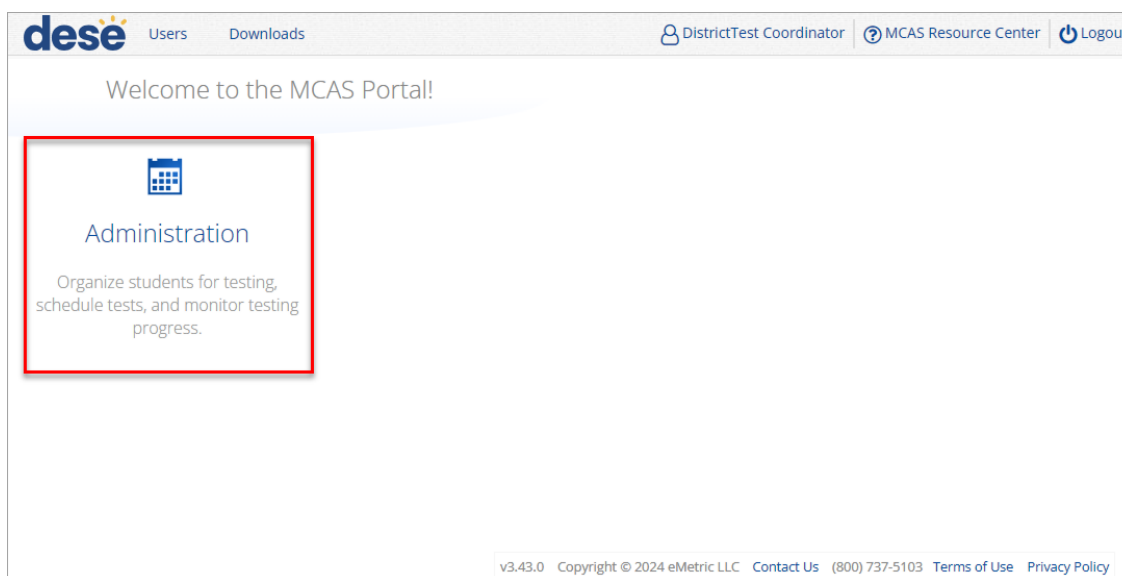 dese Users Downloads DistrictTest Coordinator MCAS Resource Center Logou
Welcome to the MCAS Portal!
Administration
Organize students for testing,
schedule tests, and monitor testing
progress.
v3.43.0 Copyright © 2024 eMetric LLC Contact Us (800) 737-5103 Terms of Use Privacy Policy